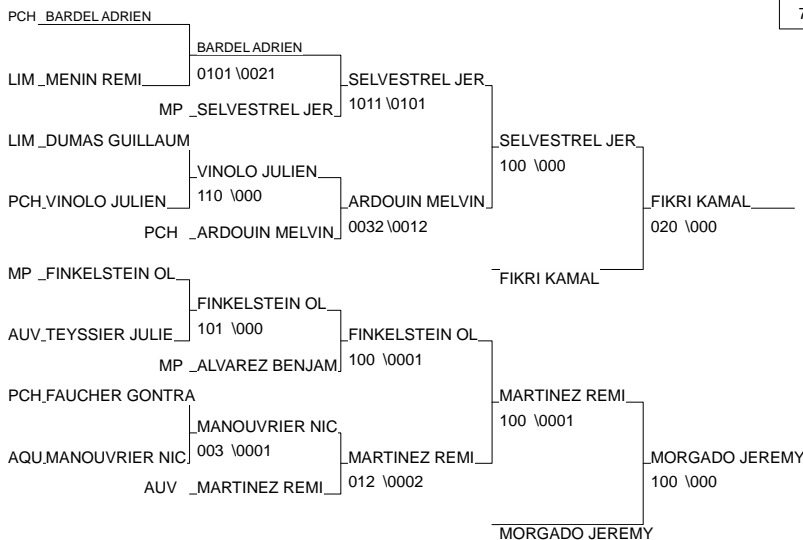 7
PCH BARDEL ADRIEN
BARDEL ADRIEN
LIM MENIN REMI
0101 \0021
SELVESTREL JER
MP SELVESTREL JER
1011 \0101
LIM DUMAS GUILLAUM
SELVESTREL JER
100 \000
VINOLO JULIEN
PCH VINOLO JULIEN
110 \000
ARDOUIN MELVIN
FIKRI KAMAL
PCH ARDOUIN MELVIN
0032 \0012
020 \000
MP FINKELSTEIN OL
FIKRI KAMAL
FINKELSTEIN OL
AUV TEYSSIER JULIE
101 \000
FINKELSTEIN OL
MP ALVAREZ BENJAM
100 \0001
PCH FAUCHER GONTRA
MARTINEZ REMI
100 \0001
MANOUVRIER NIC
AQU MANOUVRIER NIC
003 \0001
MARTINEZ REMI
MORGADO JEREMY
AUV MARTINEZ REMI
012 \0002
100 \000
MORGADO JEREMY